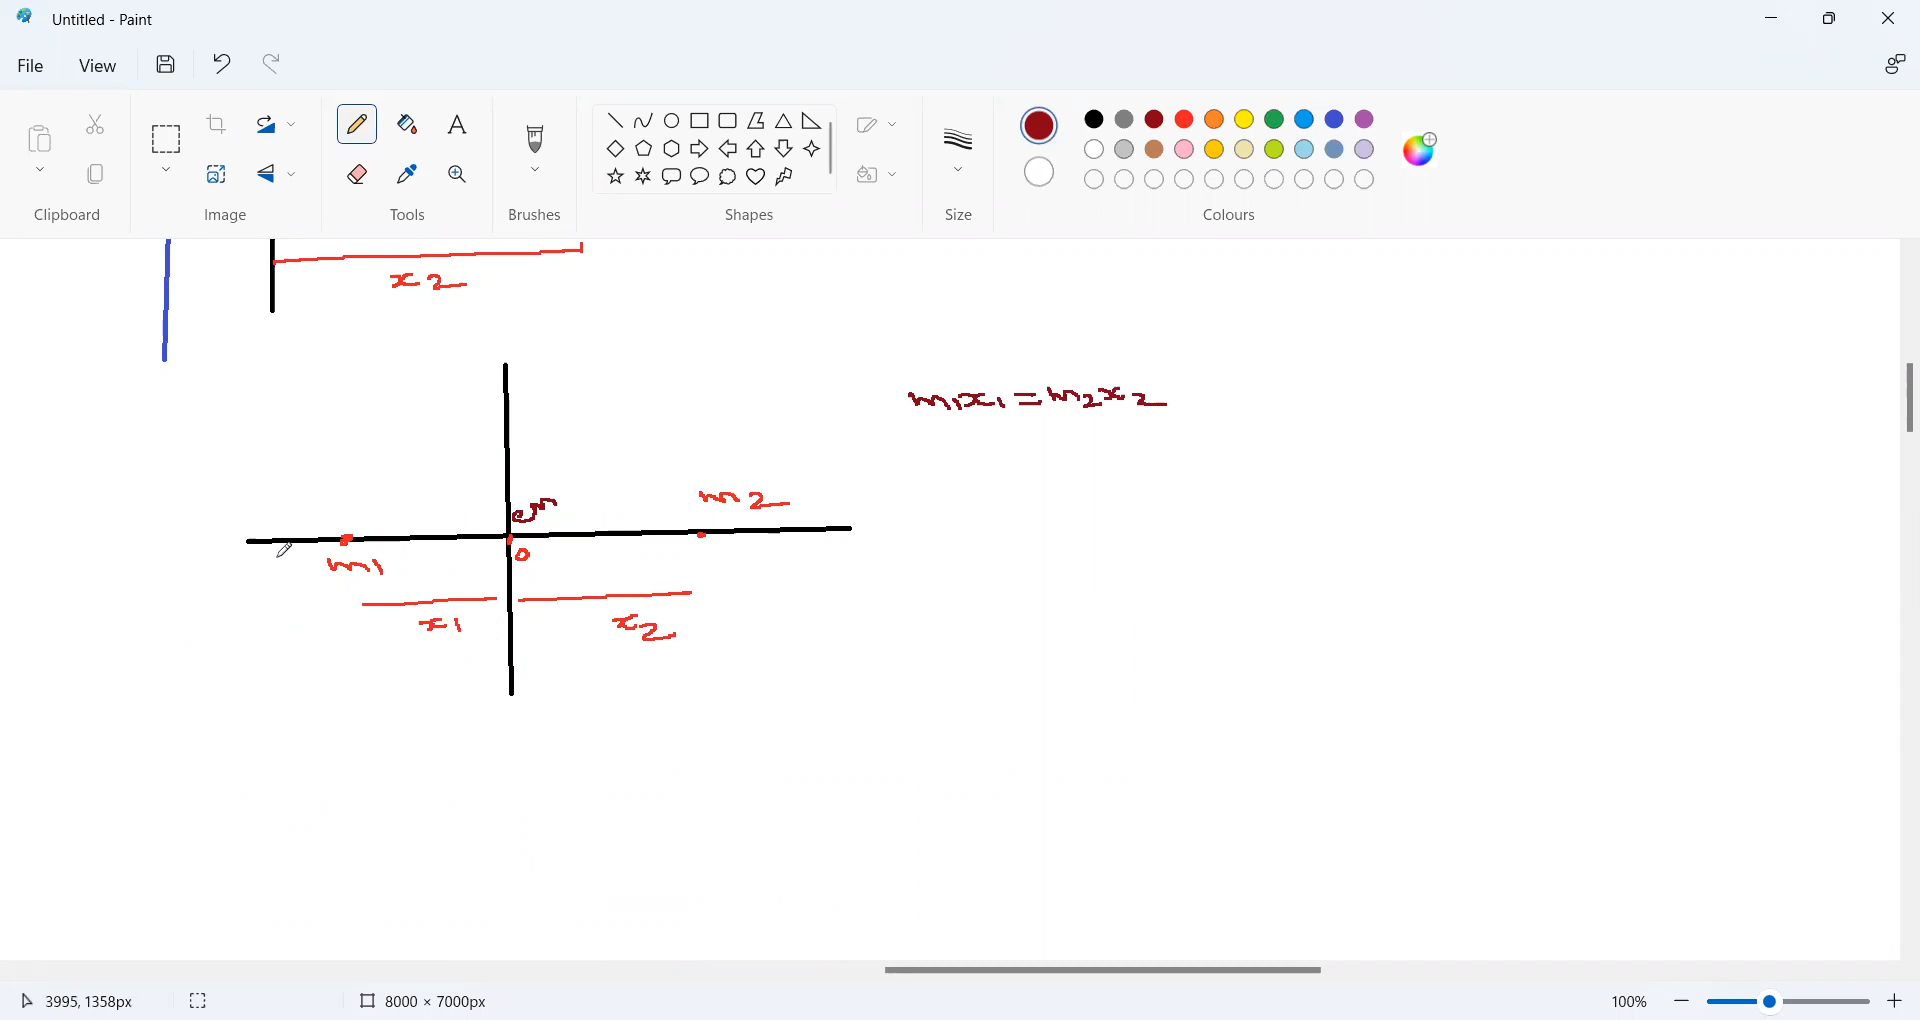 Untitled - Paint
File View
Clipboard Image Tools Brushes Shapes Size Colours
x2
m1x1 = m2x2
m2
0
m1
x1 x2
3995, 1358px 8000 × 7000px 100%